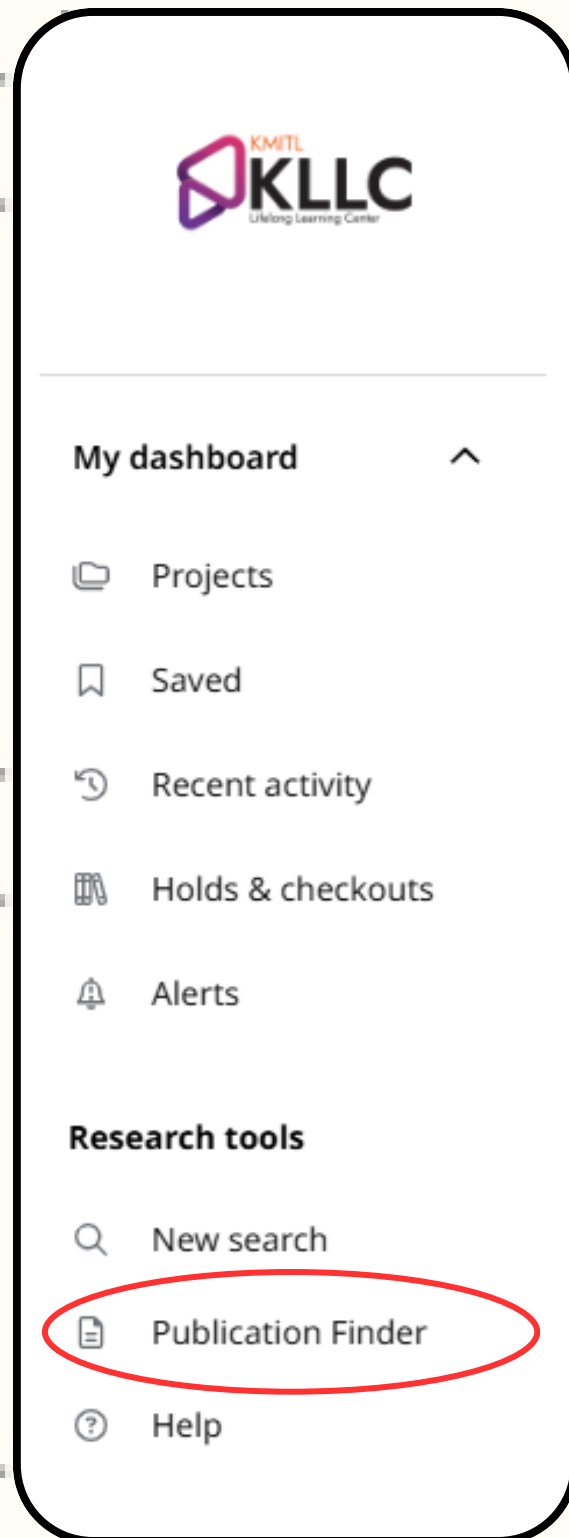 KMITL
KLLC
Lifelong Learning Center
My dashboard
Projects
Saved
Recent activity
Holds & checkouts
Alerts
Research tools
New search
Publication Finder
Help